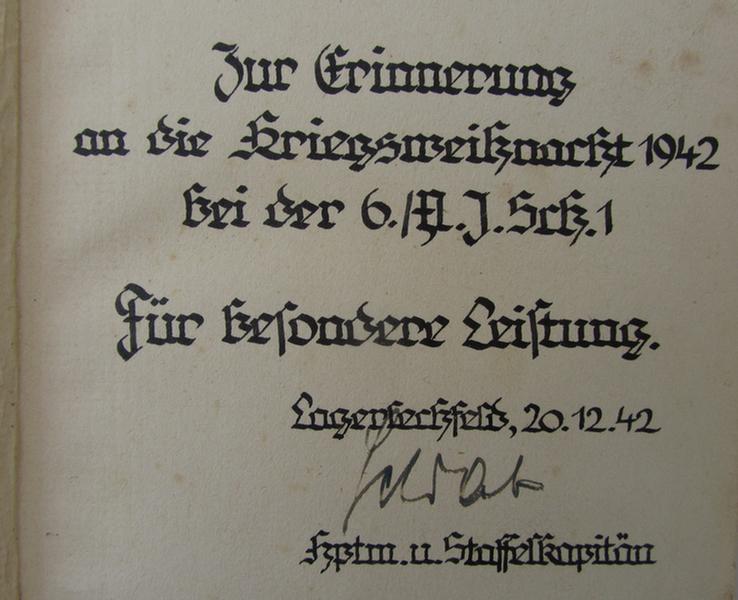 Zur Erinnerung
an die Kriegsweihnacht 1942
bei der 6./N.J.Sch.1
Für besondere Leistung.
Lagerlechfeld, 20.12.42
Hptm. u. Staffelkapitän